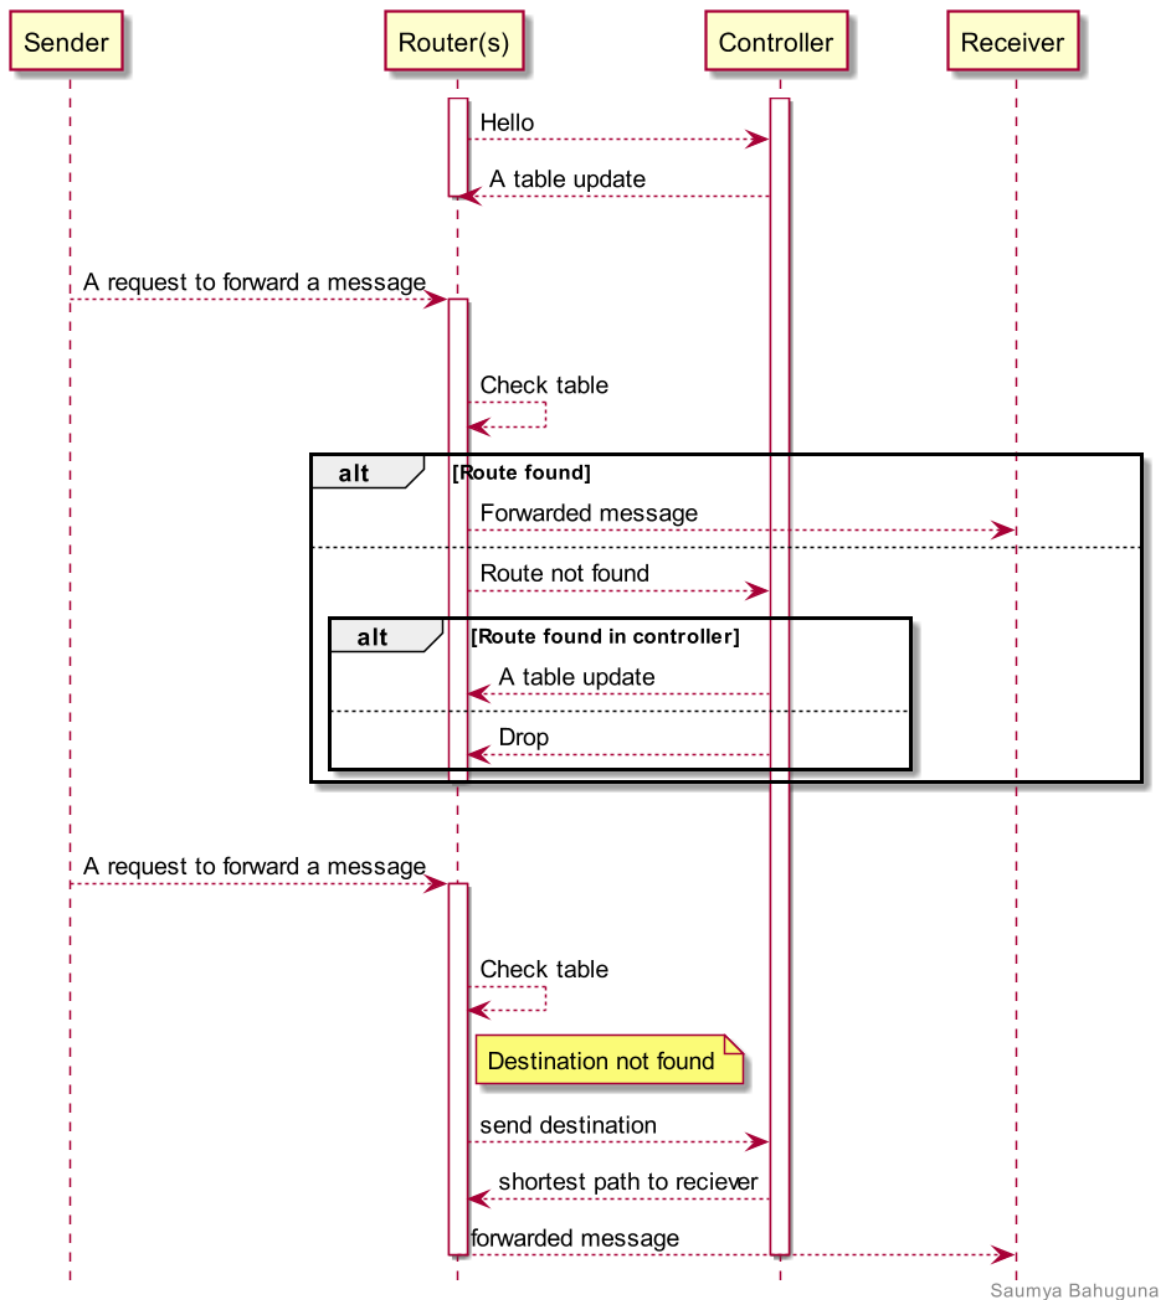 Sender
Router(s)
Controller
Receiver
Hello
A table update
A request to forward a message
Check table
alt
[Route found]
Forwarded message
Route not found
alt
[Route found in controller]
A table update
Drop
A request to forward a message
Check table
Destination not found
send destination
shortest path to reciever
forwarded message
Saumya Bahuguna